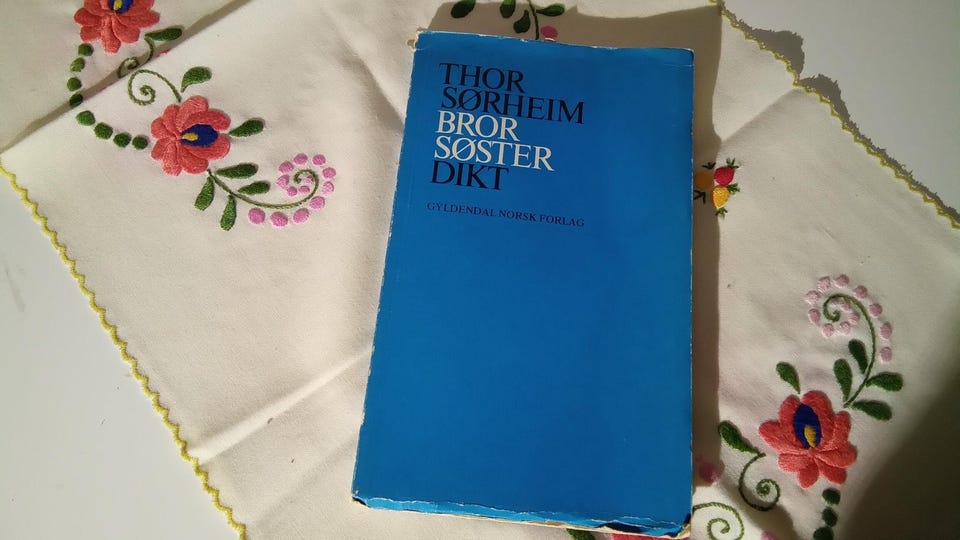 THOR
SØRHEIM
BROR
SØSTER
DIKT
GYLDENDAL NORSK FORLAG